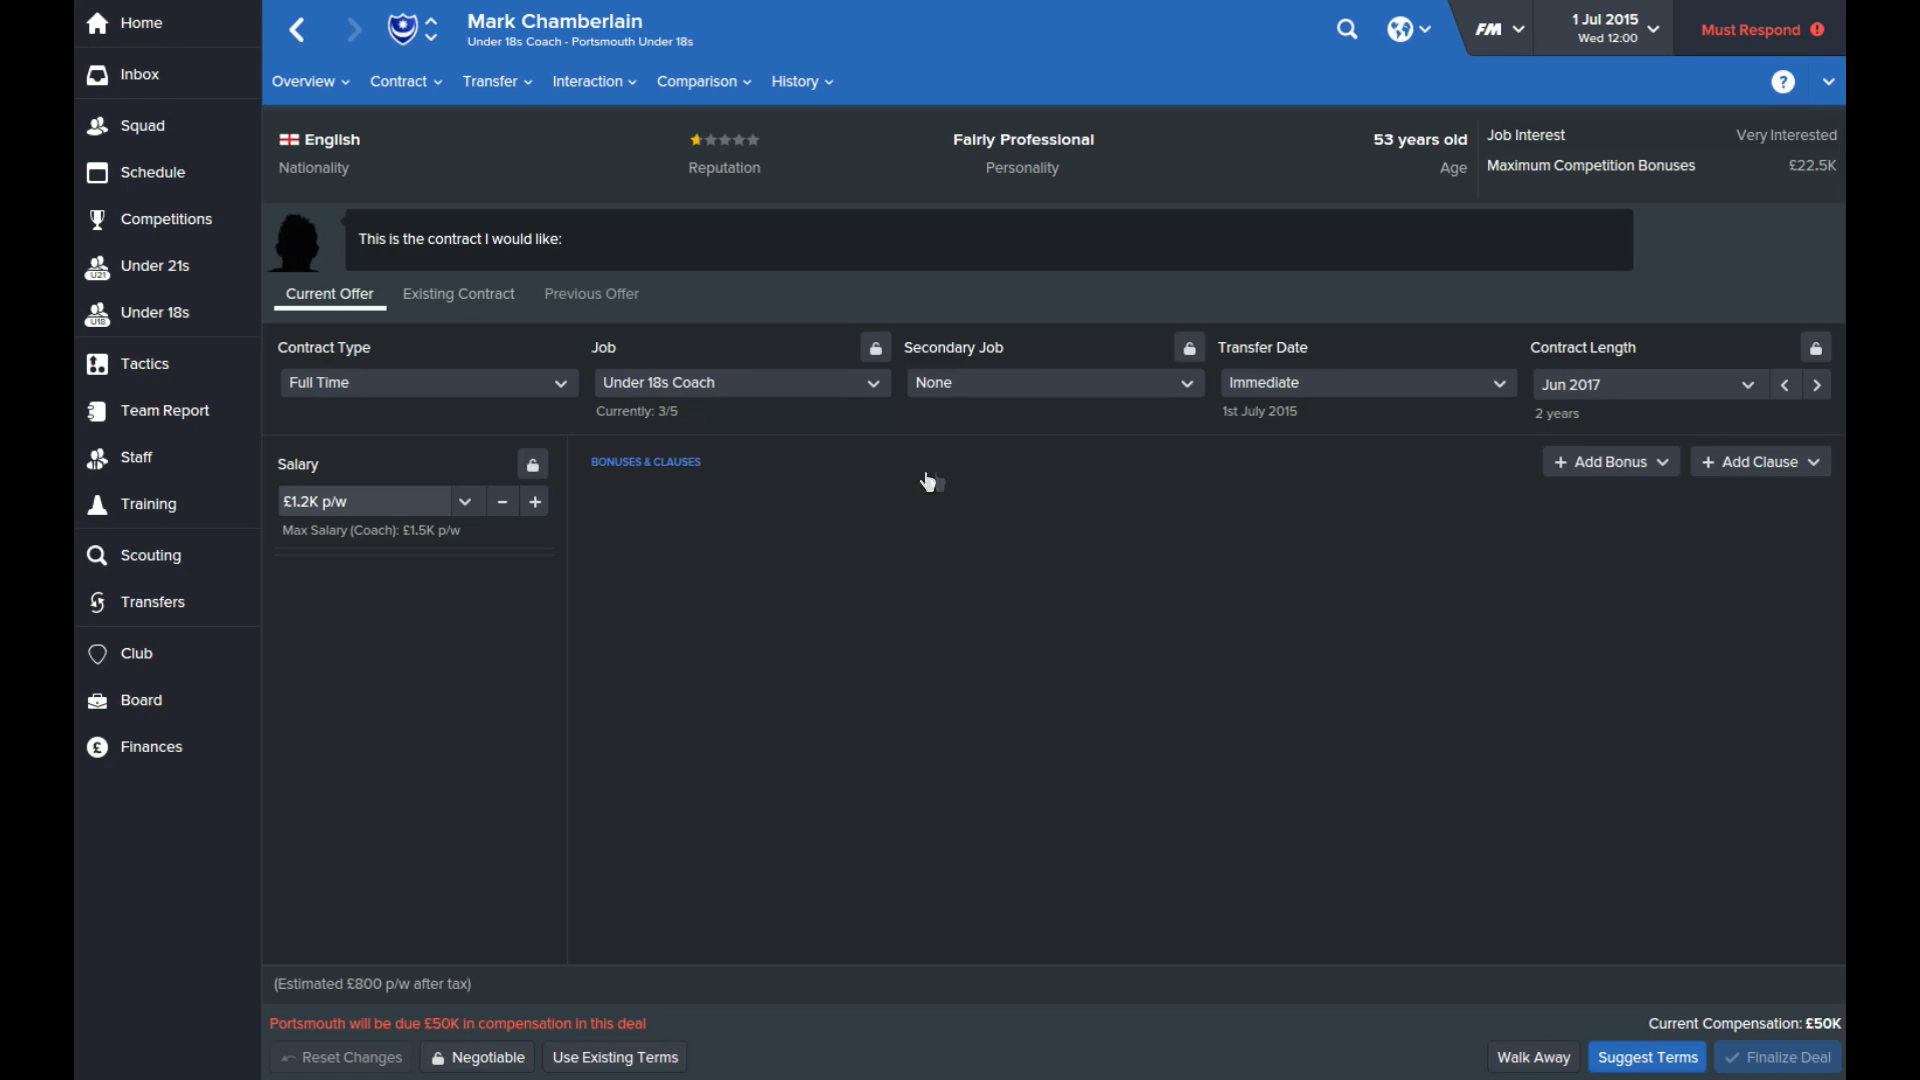 Home
Inbox
Squad
Schedule
Competitions
U21
Under 21s
U18
Under 18s
Tactics
Team Report
Staff
Training
Scouting
Transfers
Club
Board
£
Finances
Mark Chamberlain
Under 18s Coach - Portsmouth Under 18s
FM
1 Jul 2015
Wed 12:00
Must Respond !
Overview
Contract
Transfer
Interaction
Comparison
History
?
English
Nationality
Reputation
Fairly Professional
Personality
53 years old
Age
Job Interest Very Interested
Maximum Competition Bonuses £22.5K
This is the contract I would like:
Current Offer Existing Contract Previous Offer
Contract Type
Full Time
Job
Under 18s Coach
Currently: 3/5
Secondary Job
None
Transfer Date
Immediate
1st July 2015
Contract Length
Jun 2017
2 years
Salary
£1.2K p/w
Max Salary (Coach): £1.5K p/w
BONUSES & CLAUSES
+ Add Bonus
+ Add Clause
(Estimated £800 p/w after tax)
Portsmouth will be due £50K in compensation in this deal
Current Compensation: £50K
Reset Changes
Negotiable
Use Existing Terms
Walk Away
Suggest Terms
Finalize Deal